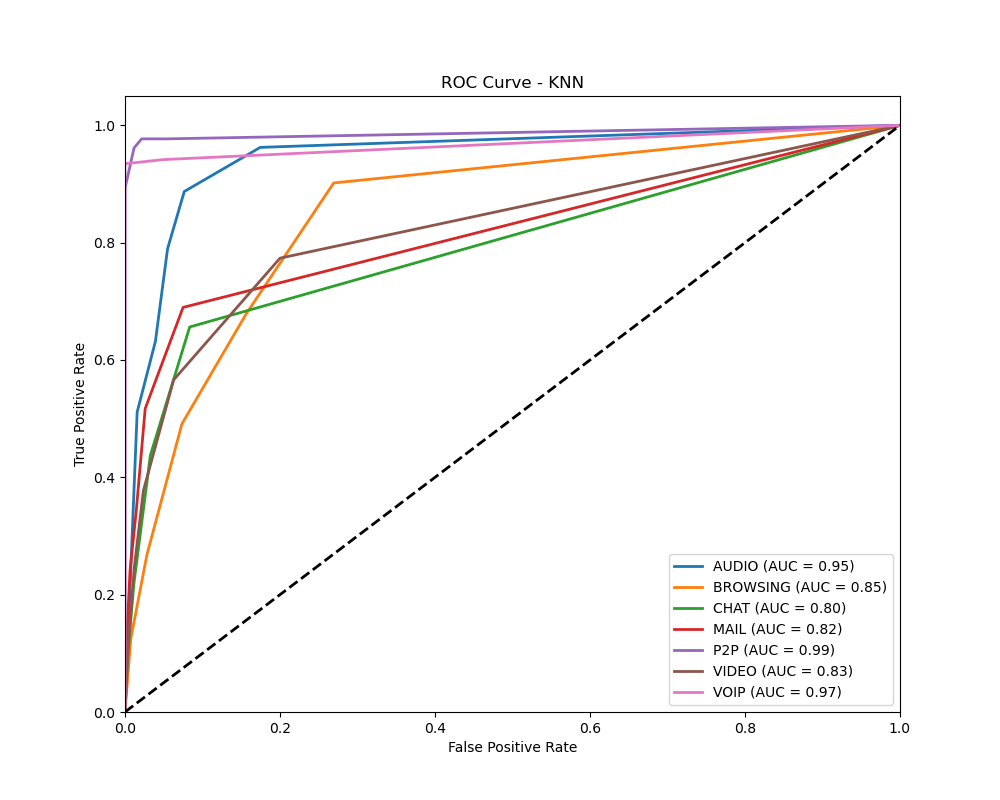 ROC Curve - KNN
True Positive Rate
1.0
0.8
0.6
0.4
0.2
0.0
0.0 0.2 0.4 0.6 0.8 1.0
False Positive Rate
AUDIO (AUC = 0.95)
BROWSING (AUC = 0.85)
CHAT (AUC = 0.80)
MAIL (AUC = 0.82)
P2P (AUC = 0.99)
VIDEO (AUC = 0.83)
VOIP (AUC = 0.97)